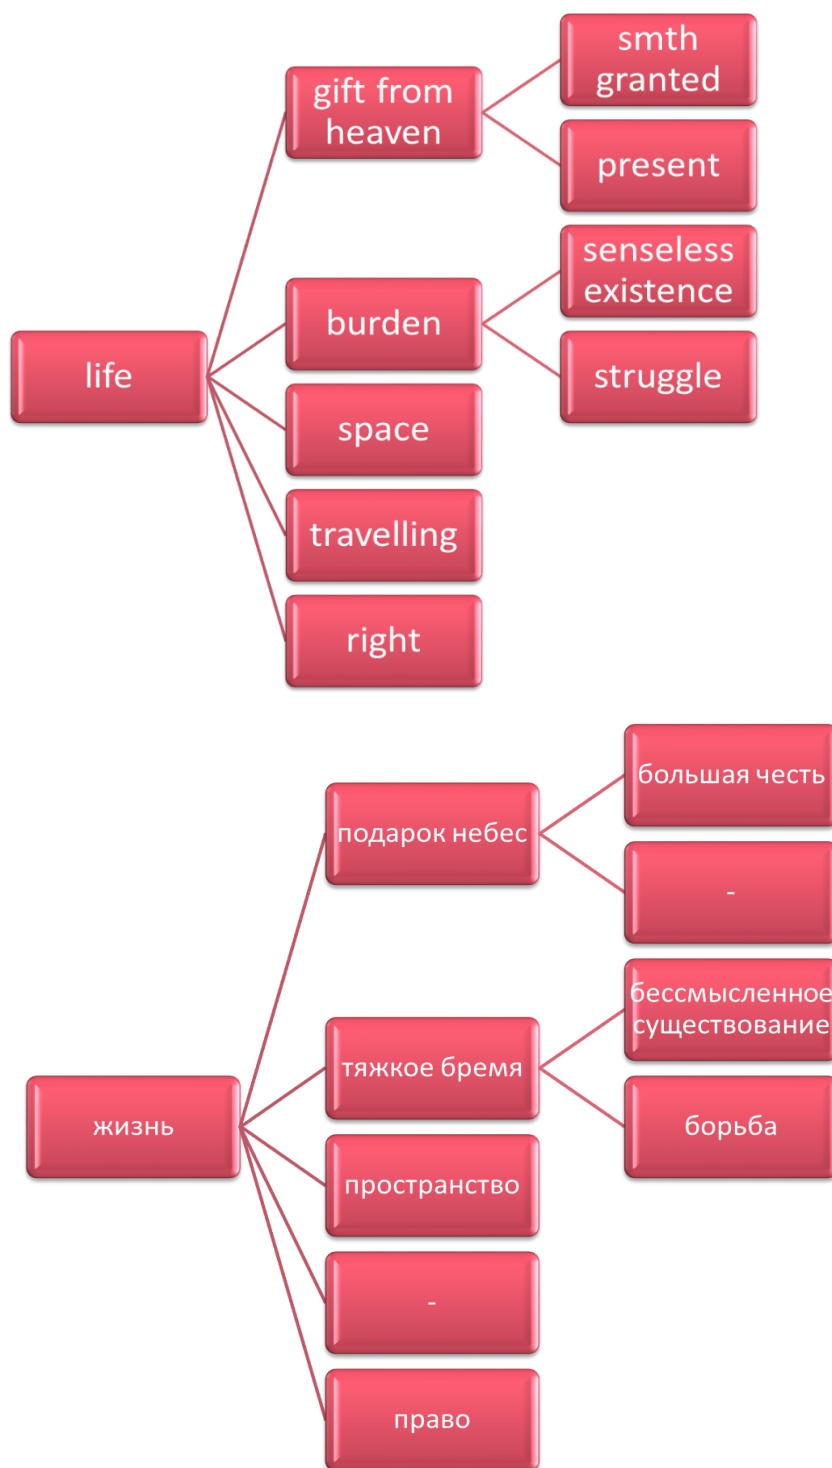 smth
granted
gift from
heaven
present
senseless
existence
burden
struggle
life
space
travelling
right
большая честь
подарок небес
-
бессмысленное
существование
тяжкое бремя
борьба
жизнь
пространство
-
право